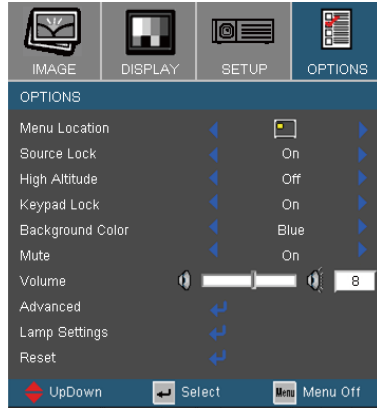 IMAGE DISPLAY SETUP OPTIONS
OPTIONS
Menu Location
Source Lock On
High Altitude Off
Keypad Lock On
Background Color Blue
Mute On
Volume 8
Advanced
Lamp Settings
Reset
UpDown Select Menu Menu Off